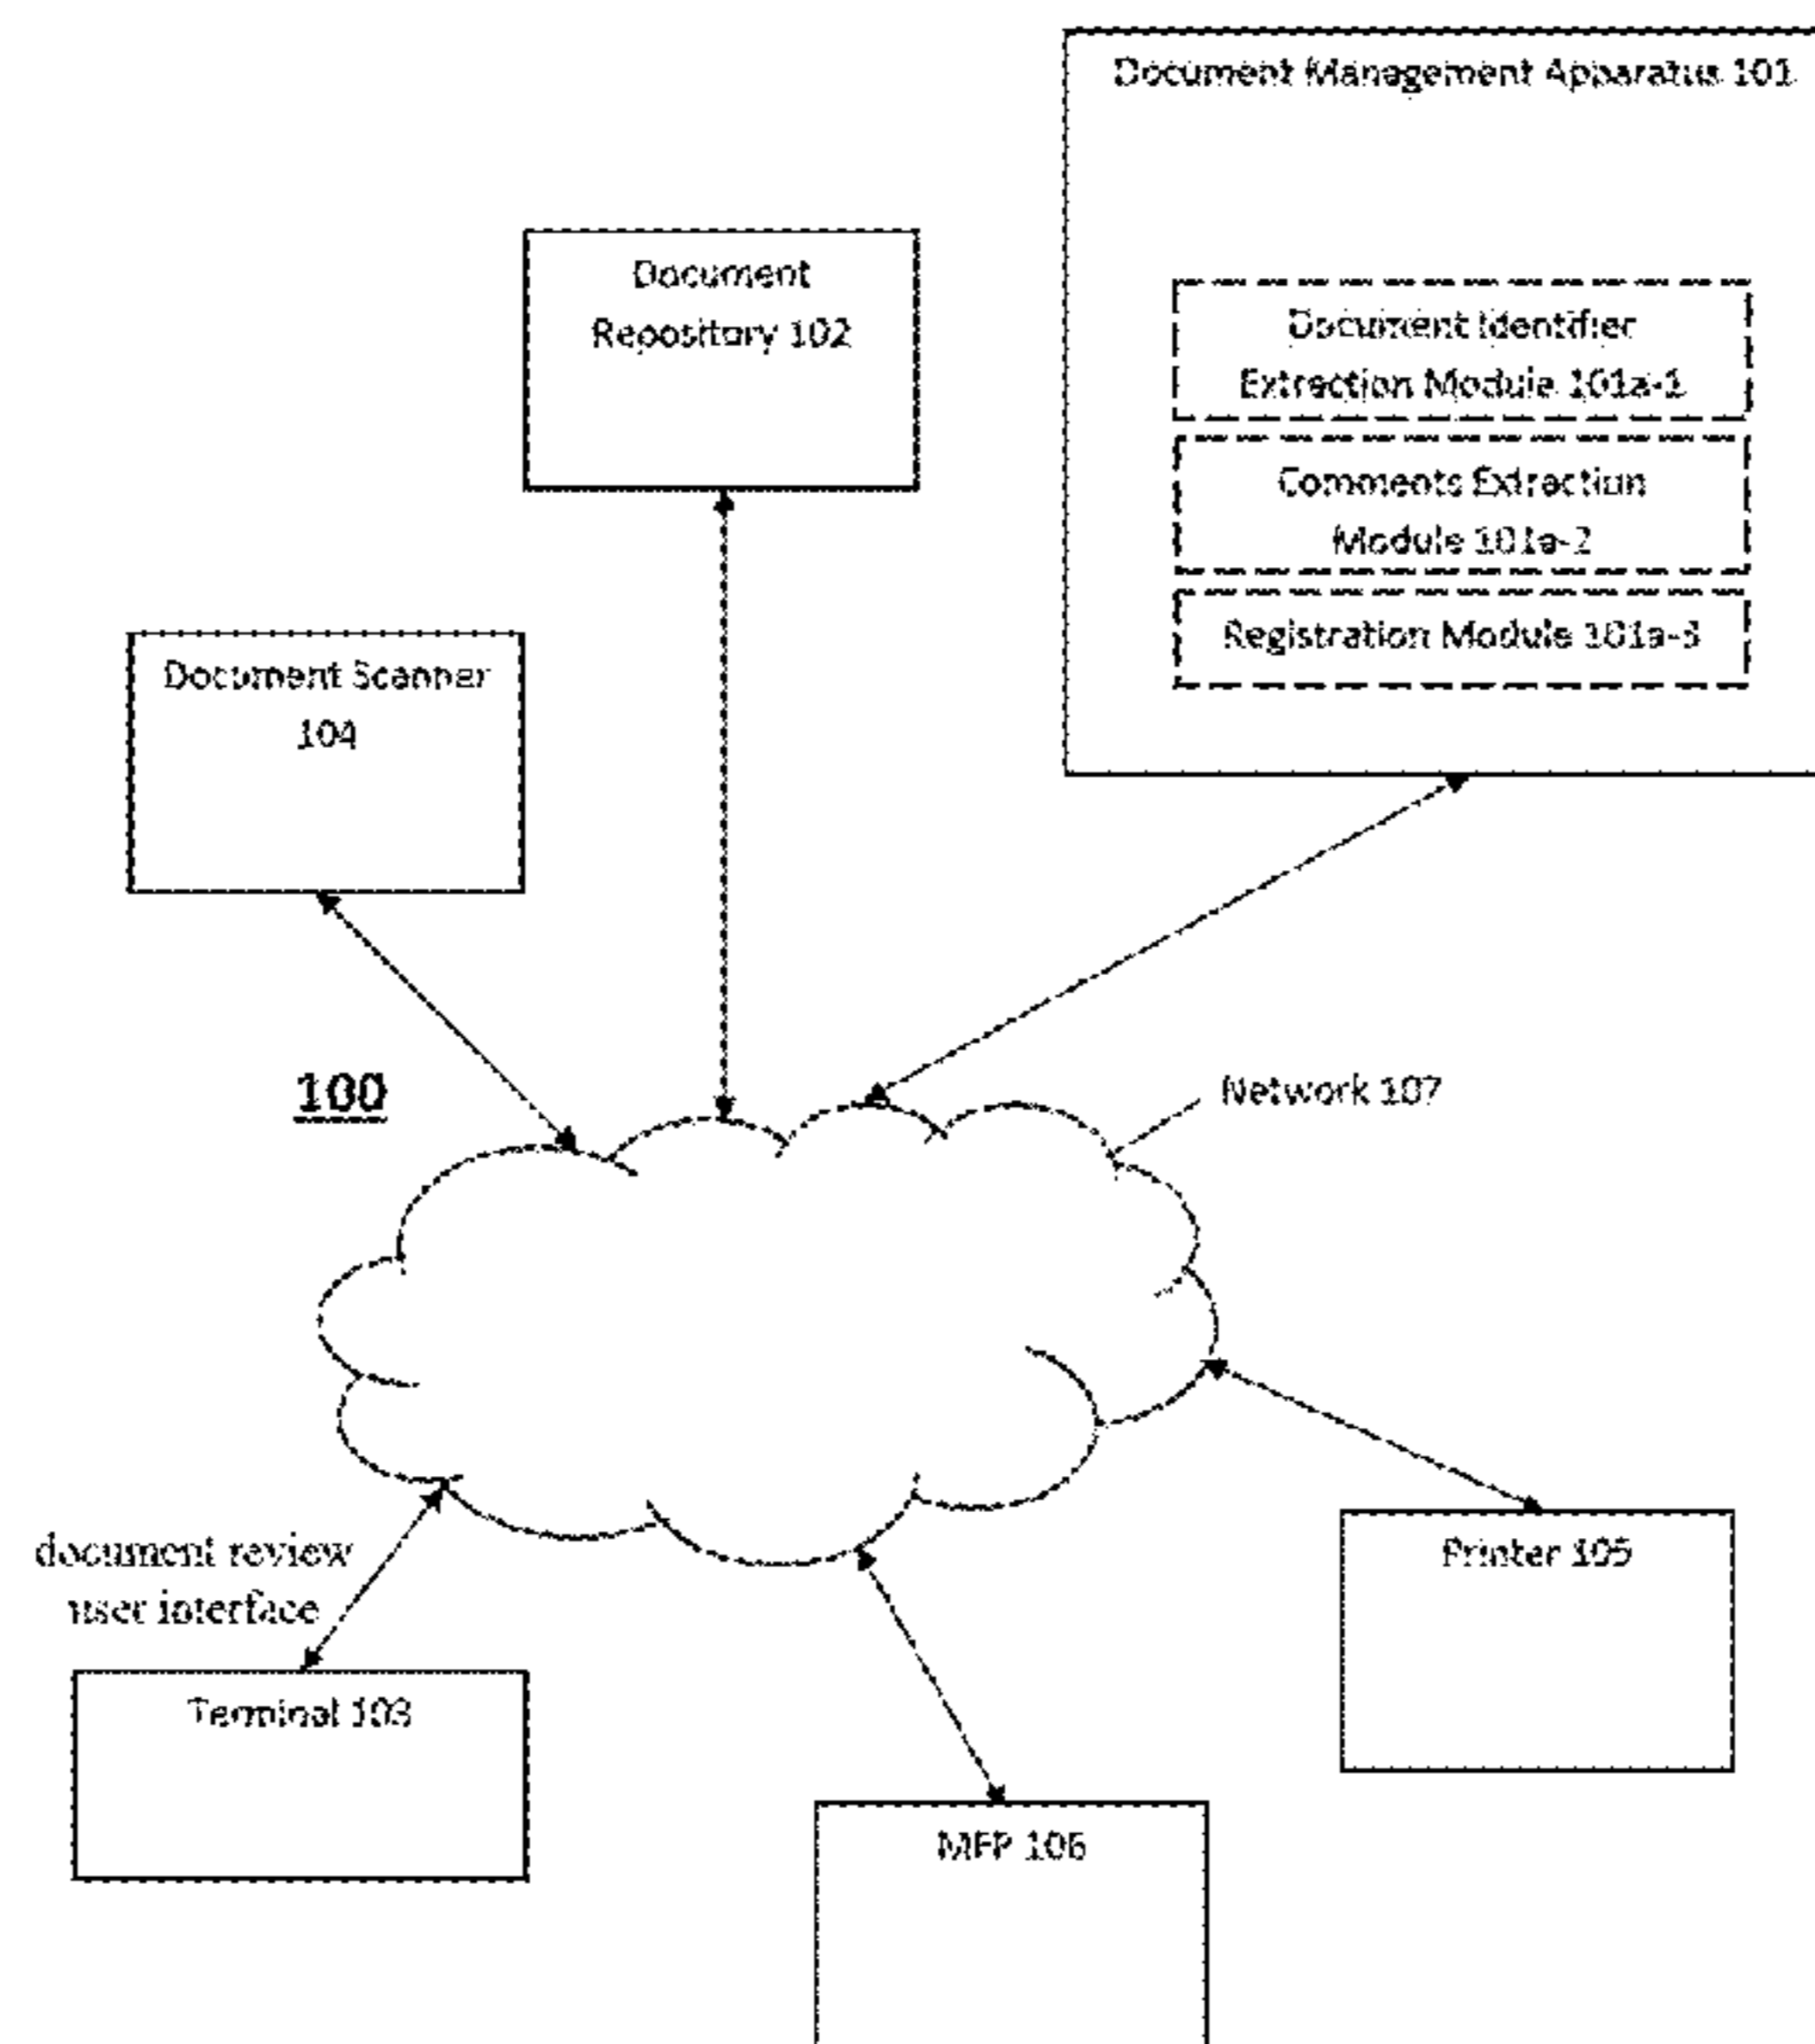 Document Management Apparatus 101
Document
Repository 102
Document Identifier
Extraction Module 101a-1
Comments Extraction
Module 101a-2
Registration Module 101a-3
Document Scanner
104
100
Network 107
document review
user interface
Printer 105
Terminal 103
MFP 106